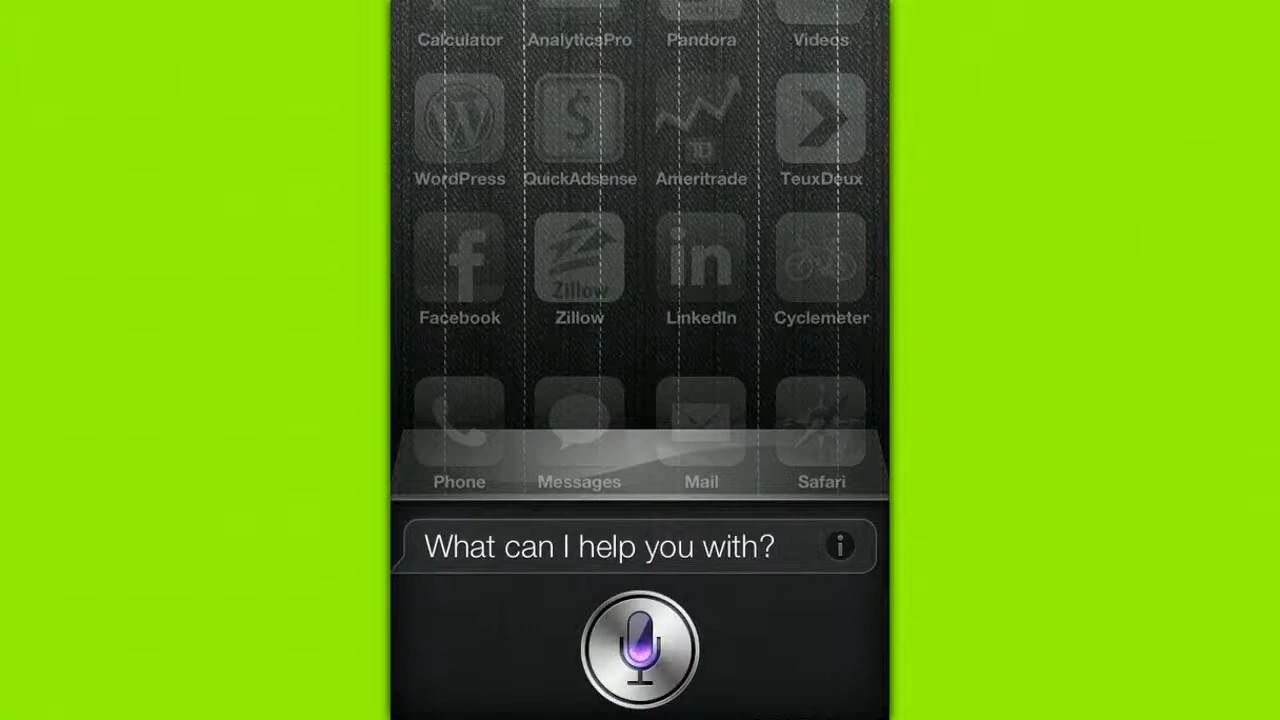 Calculator AnalyticsPro Pandora Videos
WordPress QuickAdsense Ameritrade TeuxDeux
Zillow
Facebook Zillow LinkedIn Cyclemeter
Phone Messages Mail Safari
What can I help you with?